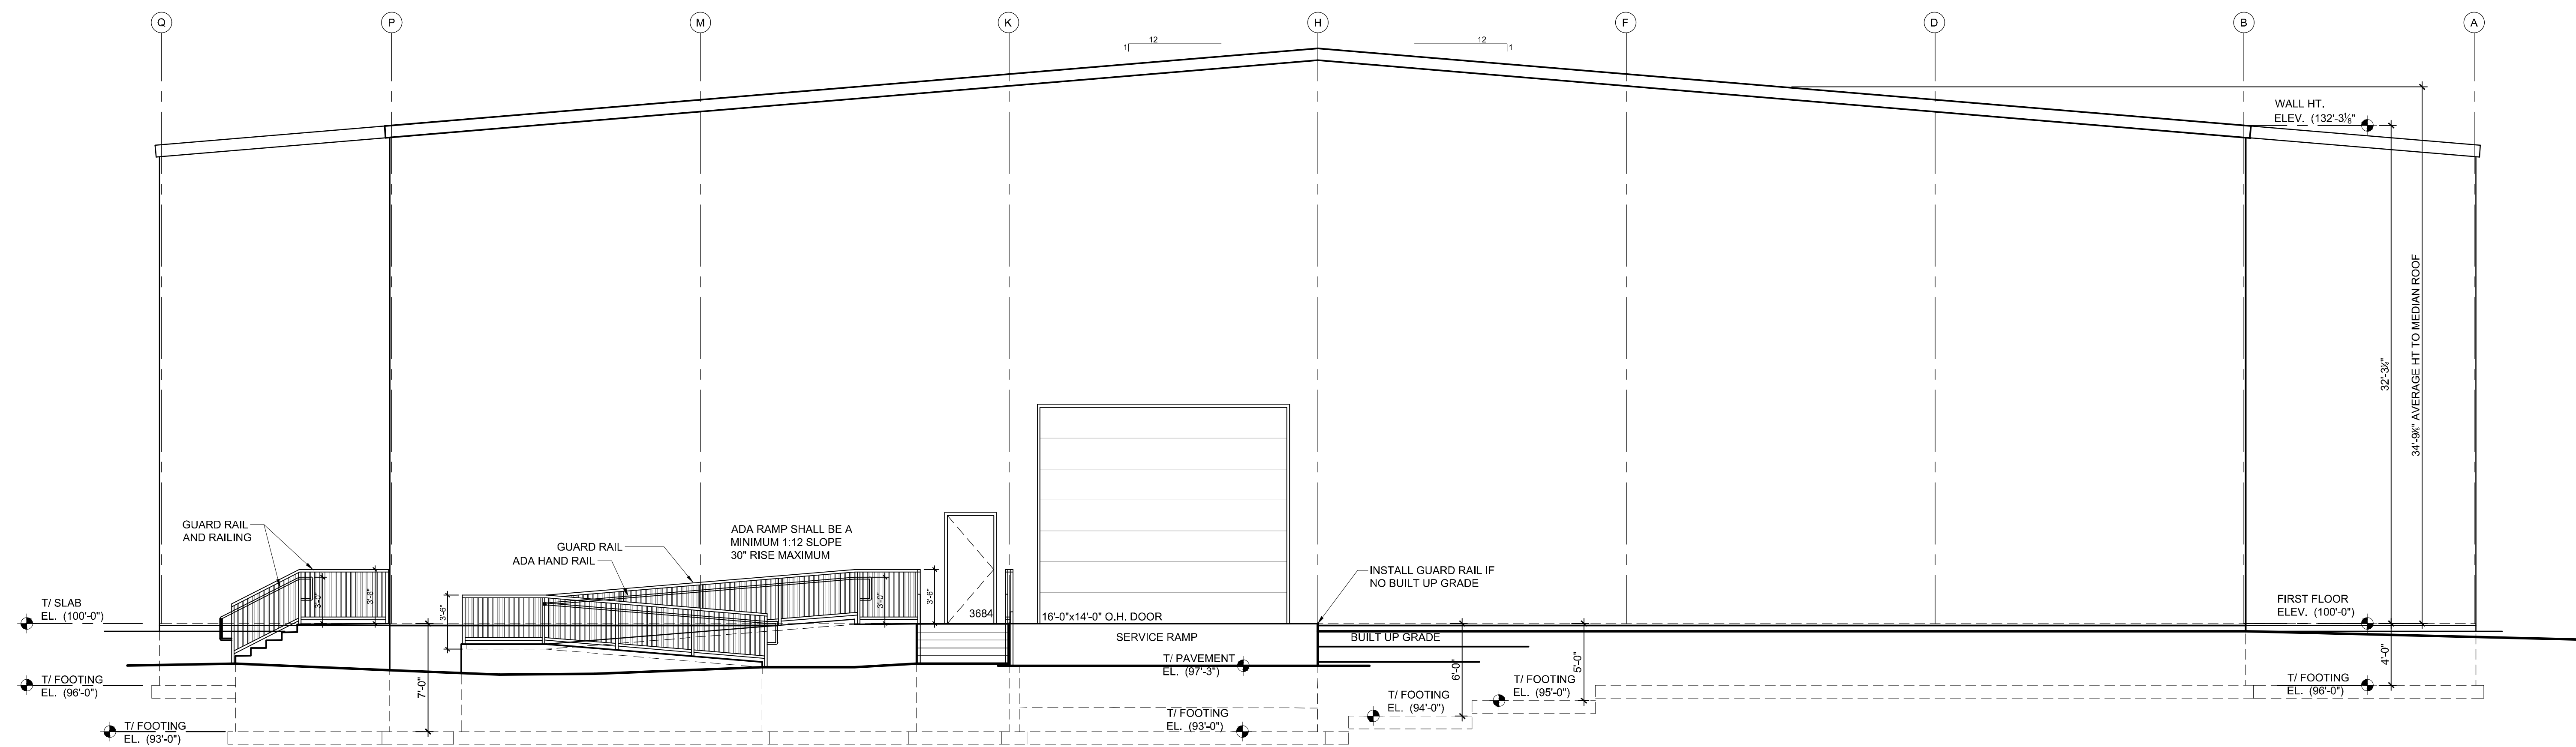 Q
P
M
K
H
F
D
B
A
12
1
12
1
WALL HT.
ELEV. (132'-3⅛"
34'-9⅛" AVERAGE HT TO MEDIAN ROOF
32'-3⅛"
GUARD RAIL
AND RAILING
GUARD RAIL
ADA HAND RAIL
ADA RAMP SHALL BE A
MINIMUM 1:12 SLOPE
30" RISE MAXIMUM
3'-0"
3'-6"
3'-6"
3'-0"
3'-6"
3684
16'-0"x14'-0" O.H. DOOR
INSTALL GUARD RAIL IF
NO BUILT UP GRADE
T/ SLAB
EL. (100'-0")
FIRST FLOOR
ELEV. (100'-0")
SERVICE RAMP
BUILT UP GRADE
T/ PAVEMENT
EL. (97'-3")
7'-0"
6'-0"
5'-0"
4'-0"
T/ FOOTING
EL. (96'-0")
T/ FOOTING
EL. (93'-0")
T/ FOOTING
EL. (93'-0")
T/ FOOTING
EL. (94'-0")
T/ FOOTING
EL. (95'-0")
T/ FOOTING
EL. (96'-0")